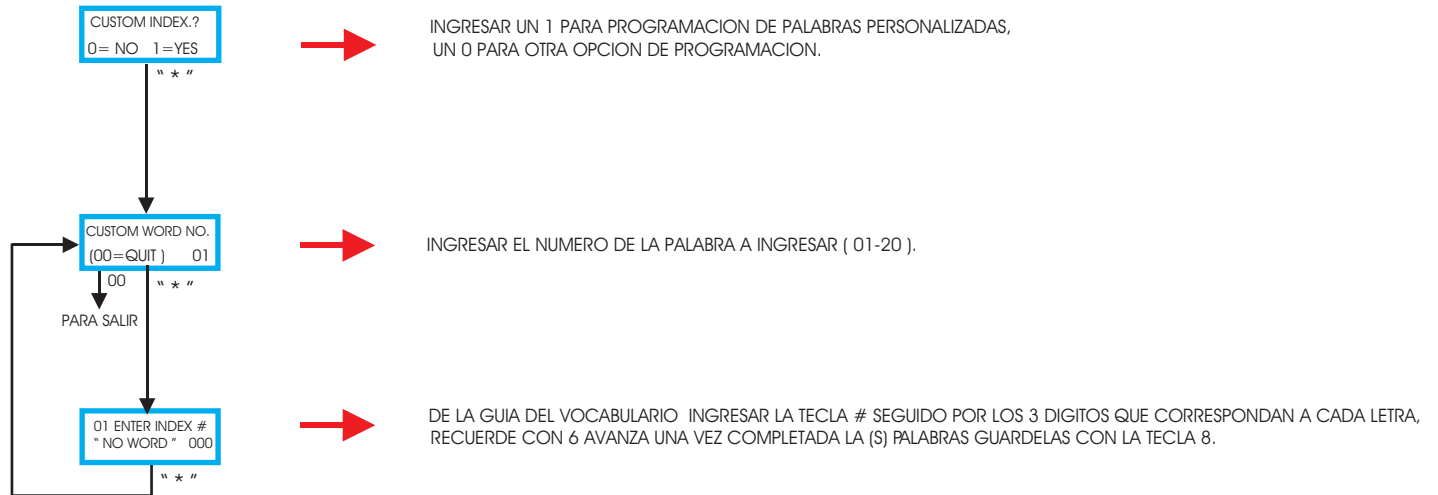 CUSTOM INDEX.?
0= NO 1=YES
" * "
INGRESAR UN 1 PARA PROGRAMACION DE PALABRAS PERSONALIZADAS,
UN 0 PARA OTRA OPCION DE PROGRAMACION.
CUSTOM WORD NO.
(00=QUIT ) 01
00
" * "
PARA SALIR
INGRESAR EL NUMERO DE LA PALABRA A INGRESAR ( 01-20 ).
01 ENTER INDEX #
" NO WORD " 000
" * "
DE LA GUIA DEL VOCABULARIO INGRESAR LA TECLA # SEGUIDO POR LOS 3 DIGITOS QUE CORRESPONDAN A CADA LETRA,
RECUERDE CON 6 AVANZA UNA VEZ COMPLETADA LA (S) PALABRAS GUARDELAS CON LA TECLA 8.